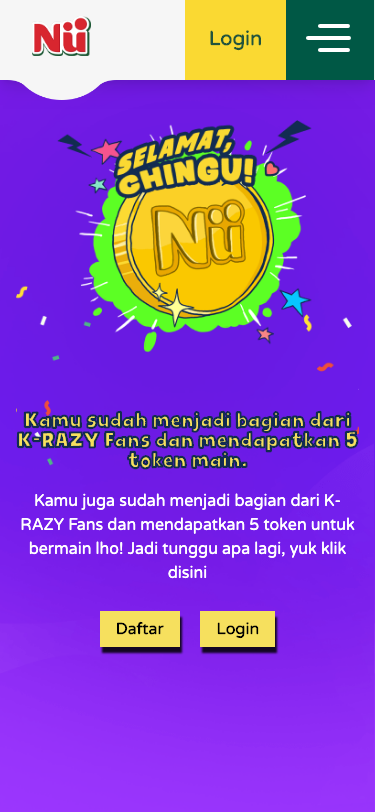 Nü
Login
SELAMAT,
CHINGU!
Nü
Kamu sudah menjadi bagian dari
K-RAZY Fans dan mendapatkan 5
token main.
Kamu juga sudah menjadi bagian dari K-
RAZY Fans dan mendapatkan 5 token untuk
bermain lho! Jadi tunggu apa lagi, yuk klik
disini
Daftar
Login